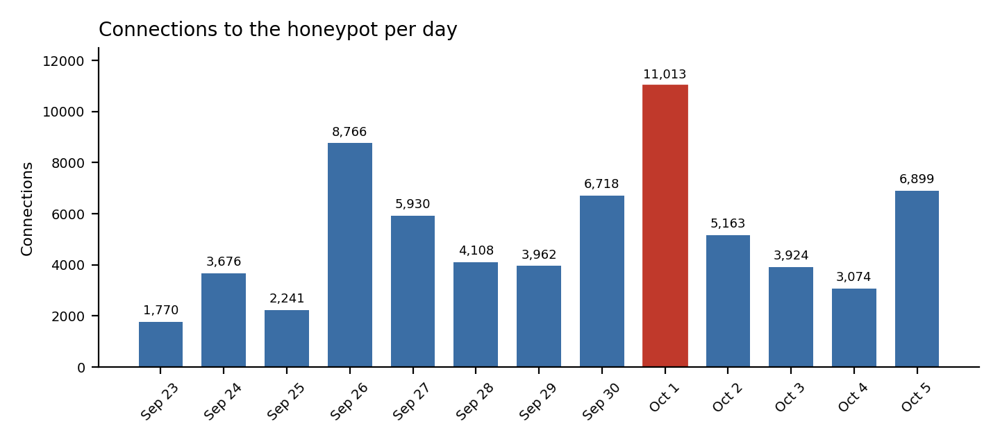 Connections to the honeypot per day
Connections
12000
10000
8000
6000
4000
2000
0
1,770
3,676
2,241
8,766
5,930
4,108
3,962
6,718
11,013
5,163
3,924
3,074
6,899
Sep 23
Sep 24
Sep 25
Sep 26
Sep 27
Sep 28
Sep 29
Sep 30
Oct 1
Oct 2
Oct 3
Oct 4
Oct 5